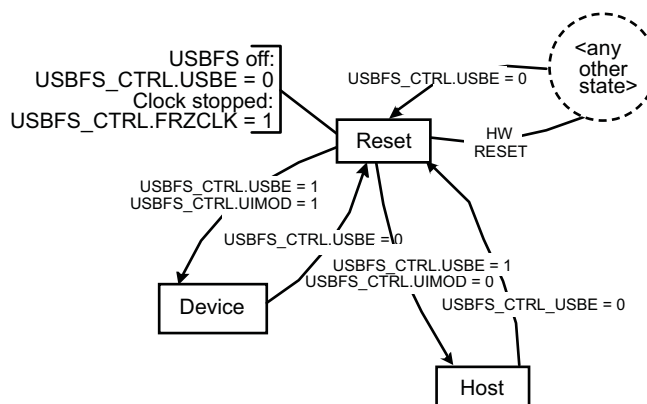 USBFS off:
USBFS_CTRL.USBE = 0
Clock stopped:
USBFS_CTRL.FRZCLK = 1
<any
other
state>
USBFS_CTRL.USBE = 0
Reset
HW
RESET
USBFS_CTRL.USBE = 1
USBFS_CTRL.UIMOD = 1
USBFS_CTRL.USBE = 0
USBFS_CTRL.USBE = 1
USBFS_CTRL.UIMOD = 0
USBFS_CTRL_USBE = 0
Device
Host